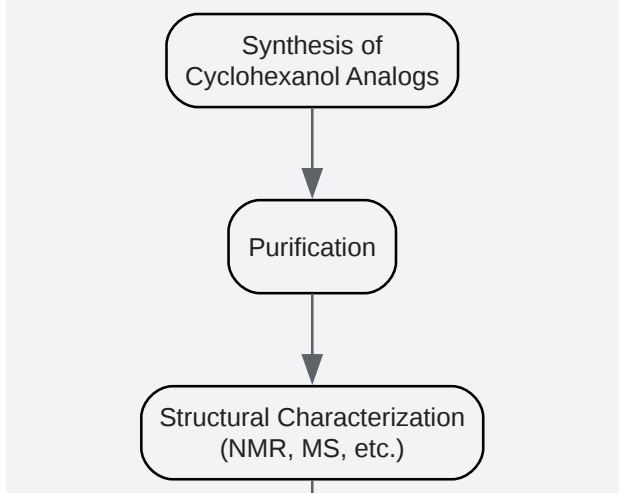 Synthesis of
Cyclohexanol Analogs
Purification
Structural Characterization
(NMR, MS, etc.)